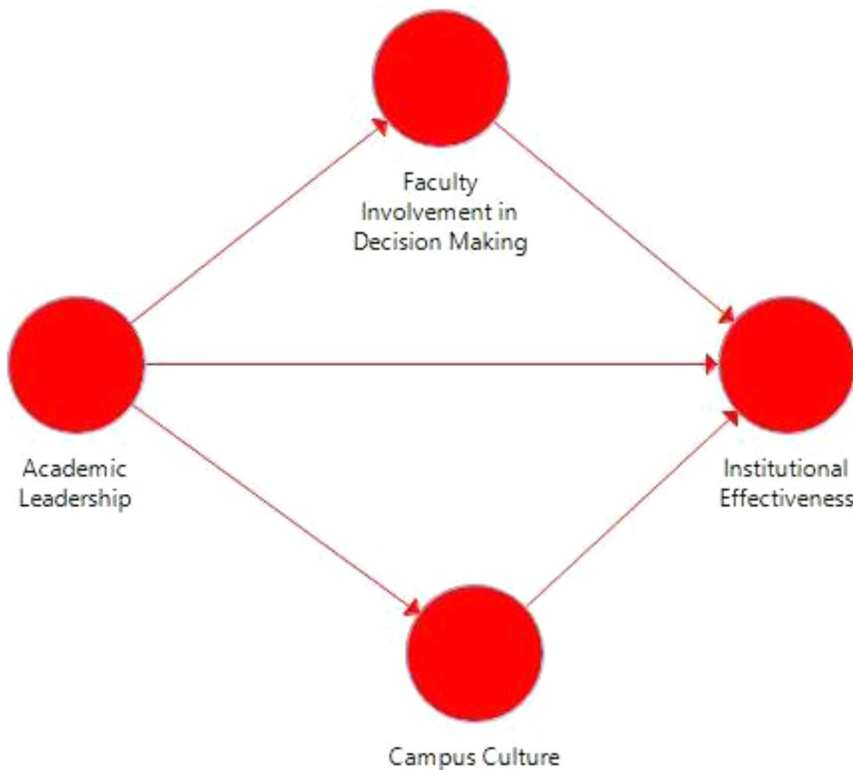 Faculty
Involvement in
Decision Making
Academic
Leadership
Institutional
Effectiveness
Campus Culture